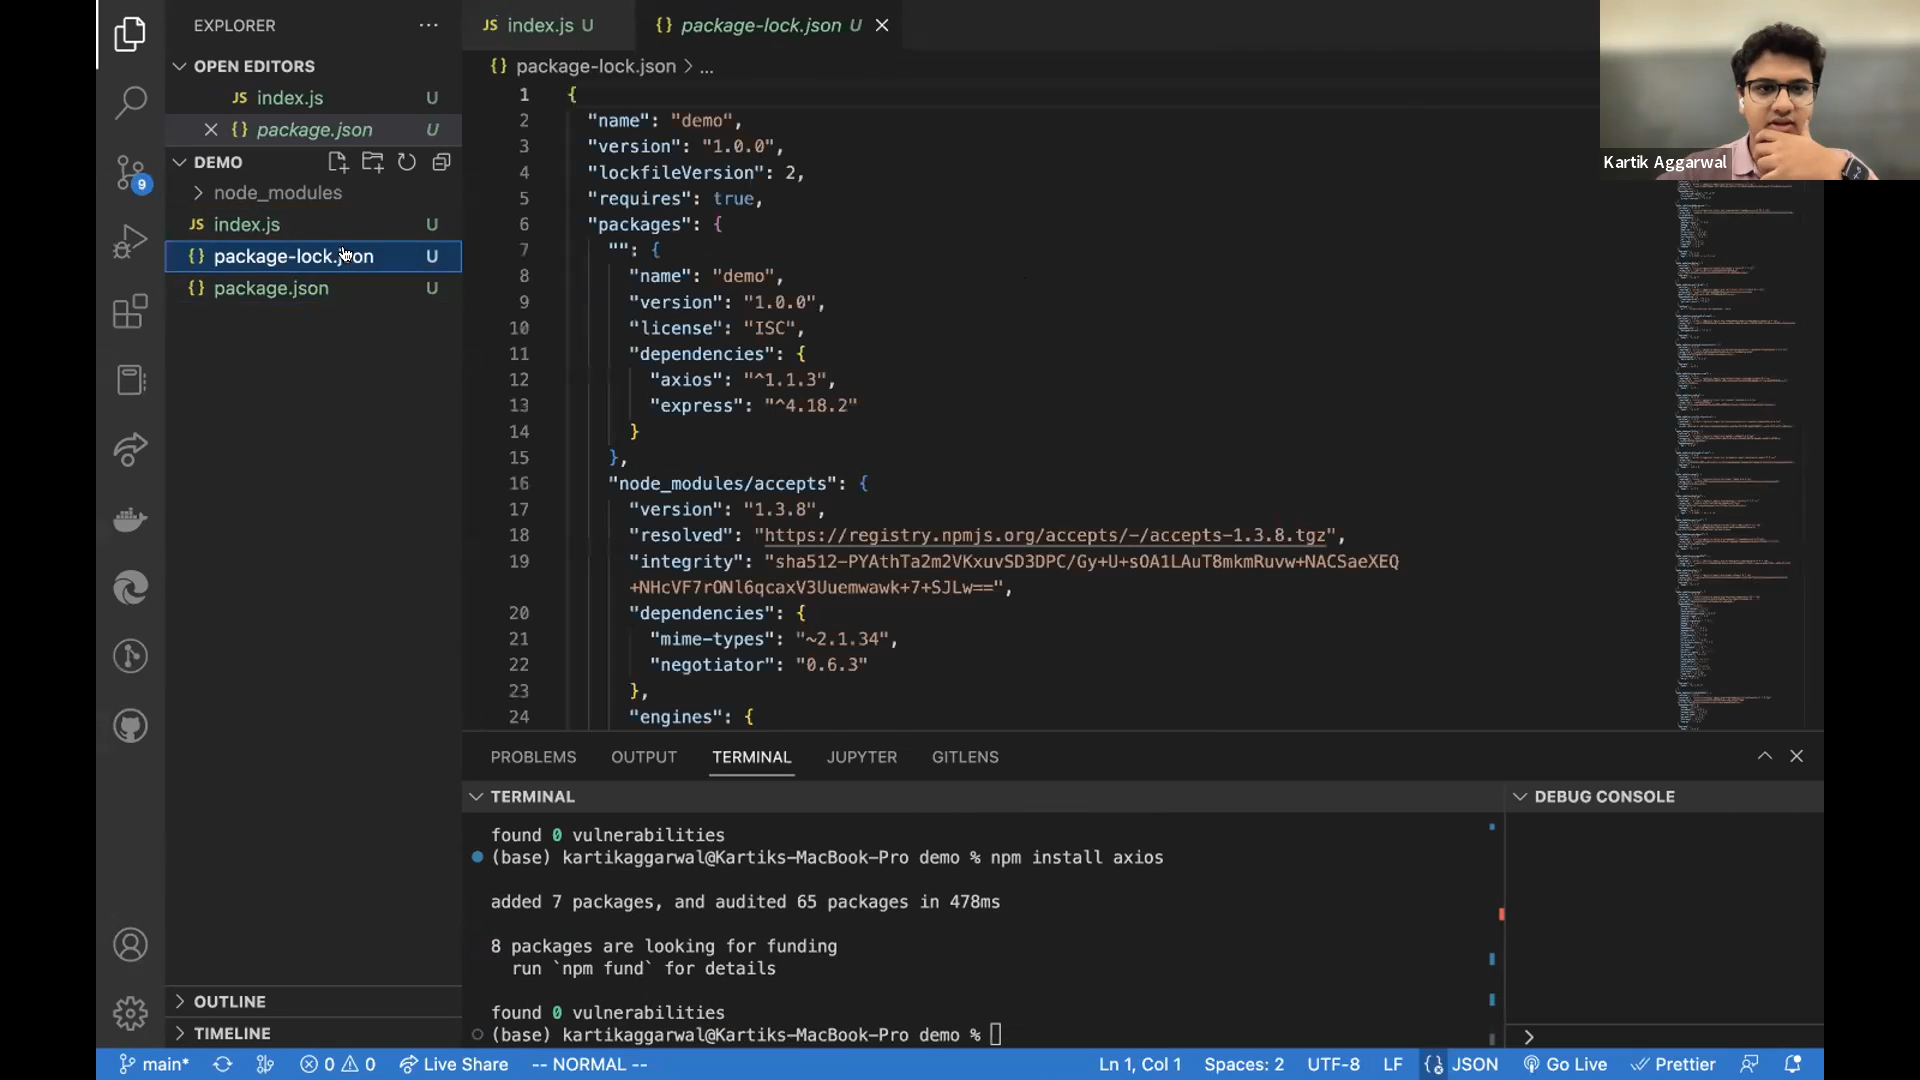 EXPLORER
index.js U
package-lock.json U
OPEN EDITORS
package-lock.json > ...
index.js U
package.json U
DEMO
node_modules
index.js U
package-lock.json U
package.json U
9
1 {
2 "name": "demo",
3 "version": "1.0.0",
4 "lockfileVersion": 2,
5 "requires": true,
6 "packages": {
7 "": {
8 "name": "demo",
9 "version": "1.0.0",
10 "license": "ISC",
11 "dependencies": {
12 "axios": "^1.1.3",
13 "express": "^4.18.2"
14 }
15 },
16 "node_modules/accepts": {
17 "version": "1.3.8",
18 "resolved": "https://registry.npmjs.org/accepts/-/accepts-1.3.8.tgz",
19 "integrity": "sha512-PYAthTa2m2VKxuvSD3DPC/Gy+U+sOA1LAuT8mkmRuvw+NACSaeXEQ
+NHcVF7rONl6qcaxV3Uuemwawk+7+SJLw==",
20 "dependencies": {
21 "mime-types": "~2.1.34",
22 "negotiator": "0.6.3"
23 },
24 "engines": {
Kartik Aggarwal
PROBLEMS OUTPUT TERMINAL JUPYTER GITLENS
TERMINAL
found 0 vulnerabilities
(base) kartikaggarwal@Kartiks-MacBook-Pro demo % npm install axios
added 7 packages, and audited 65 packages in 478ms
8 packages are looking for funding
run `npm fund` for details
found 0 vulnerabilities
(base) kartikaggarwal@Kartiks-MacBook-Pro demo %
DEBUG CONSOLE
OUTLINE
TIMELINE
main* 0 0 Live Share -- NORMAL -- Ln 1, Col 1 Spaces: 2 UTF-8 LF JSON Go Live Prettier